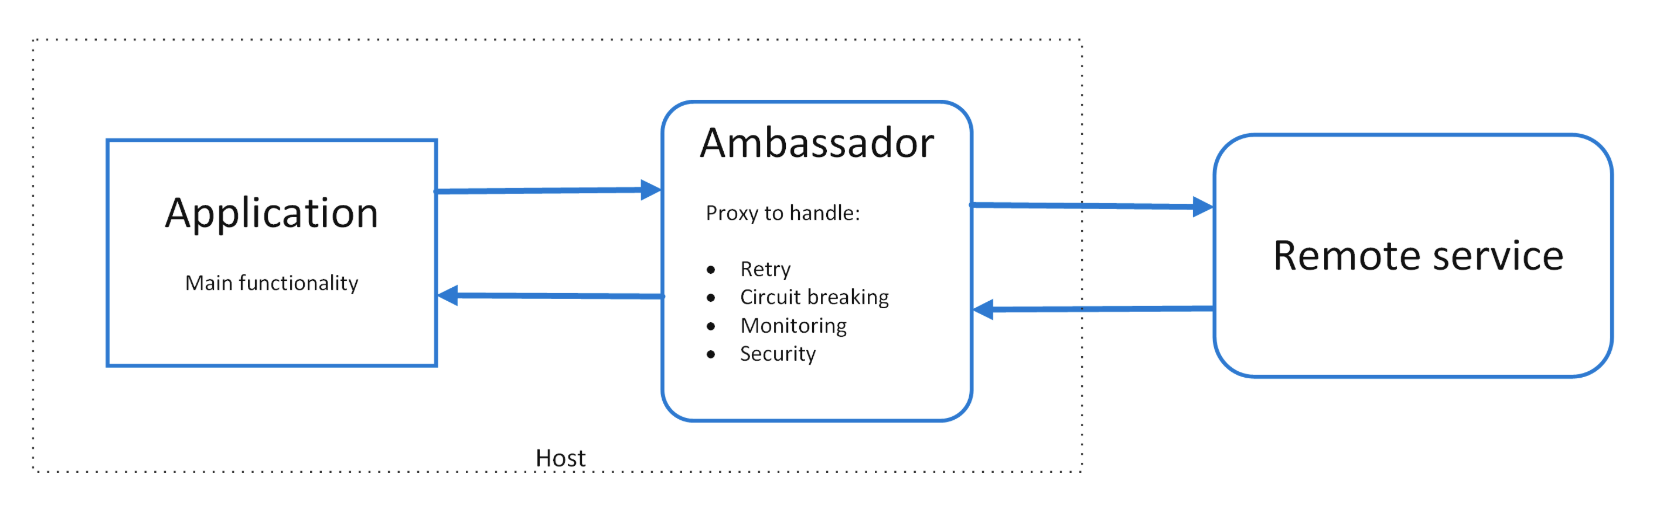 Application
Main functionality
Ambassador
Proxy to handle:
• Retry
• Circuit breaking
• Monitoring
• Security
Remote service
Host